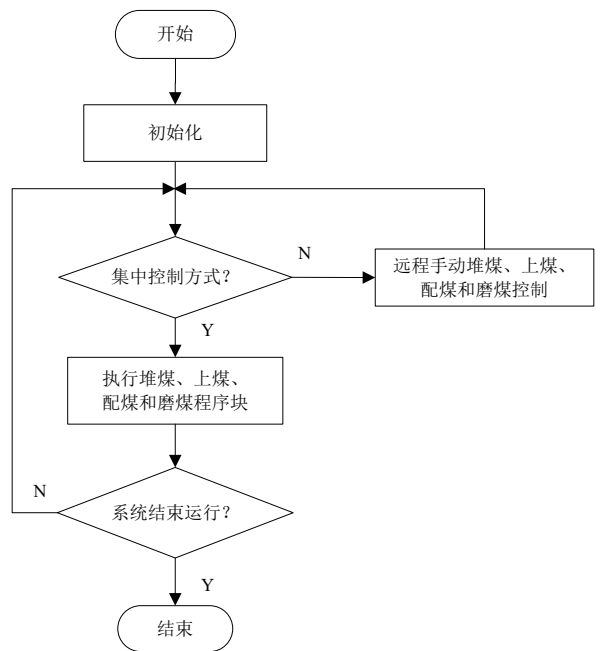 开始
初始化
集中控制方式？
N
远程手动堆煤、上煤、
配煤和磨煤控制
Y
执行堆煤、上煤、
配煤和磨煤程序块
N
系统结束运行？
Y
结束